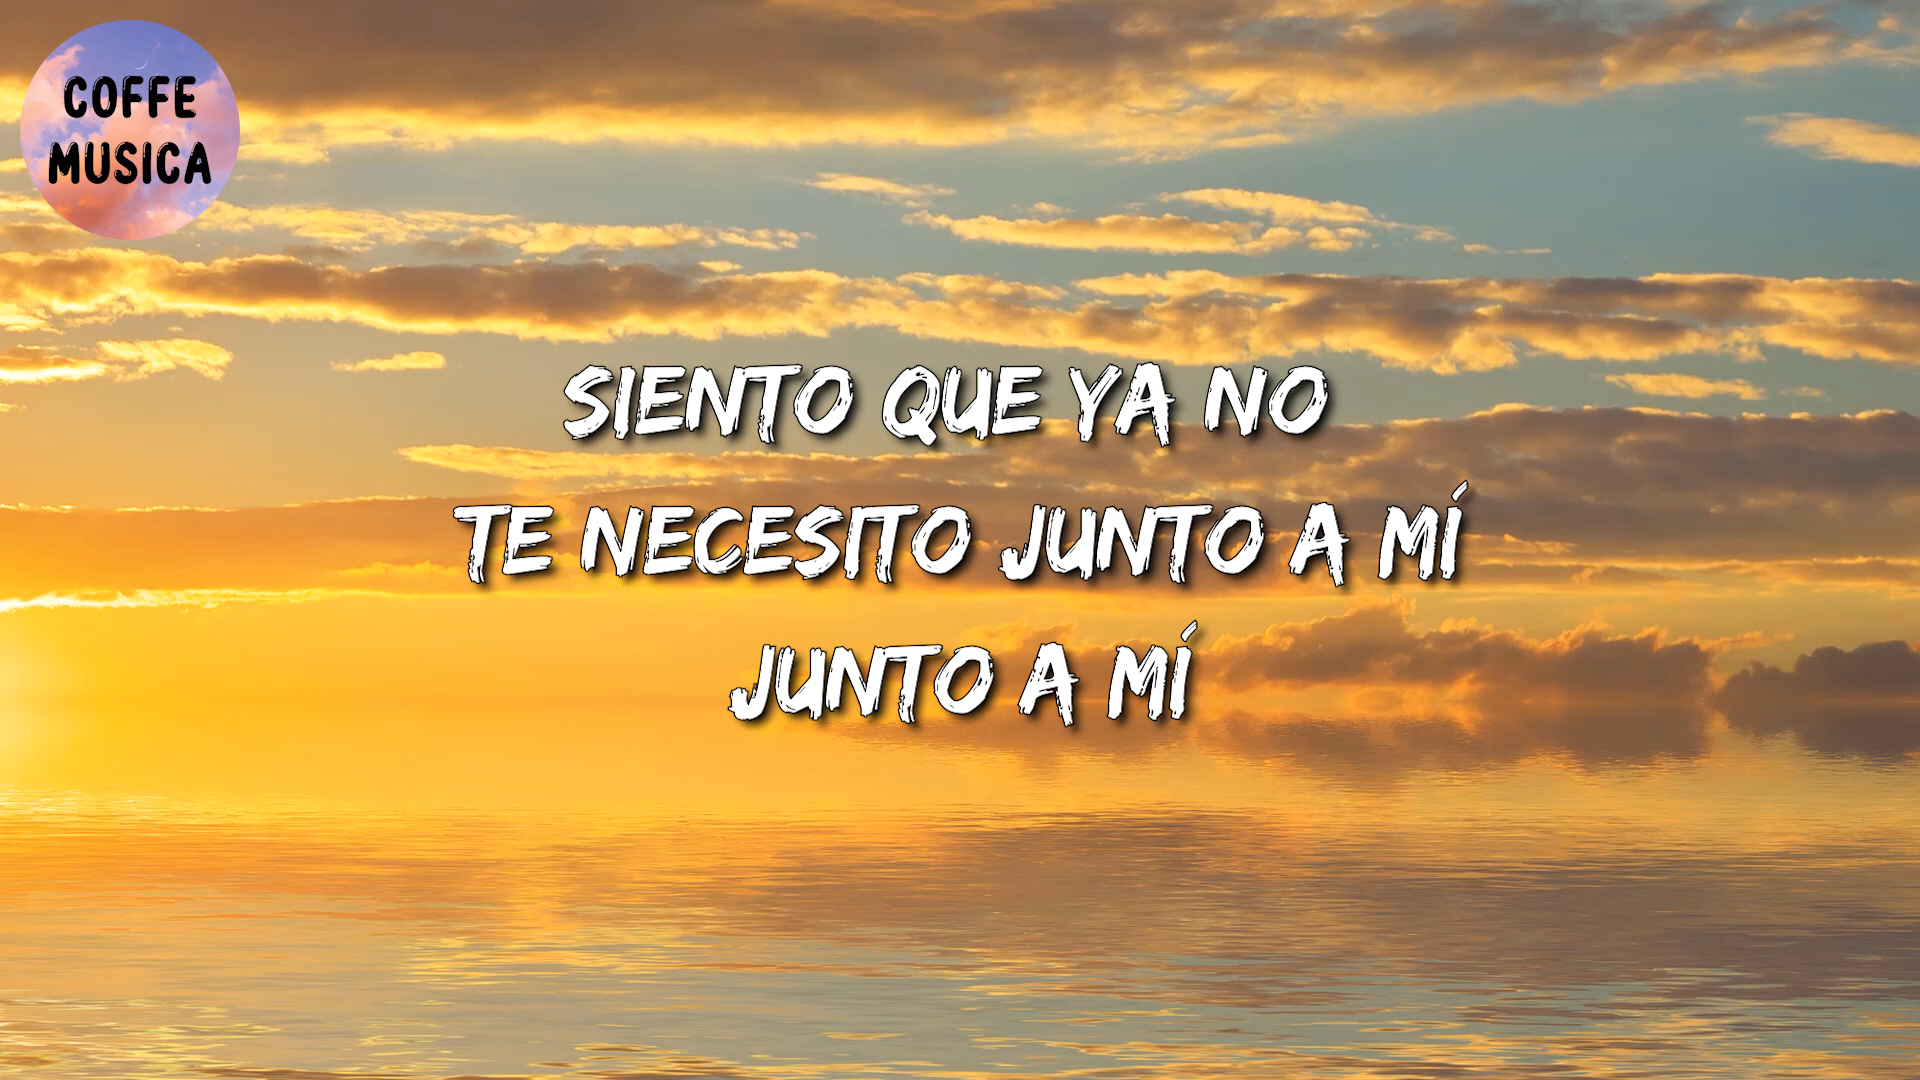 COFFE
MUSICA
SIENTO QUE YA NO
TE NECESITO JUNTO A MÍ
JUNTO A MÍ